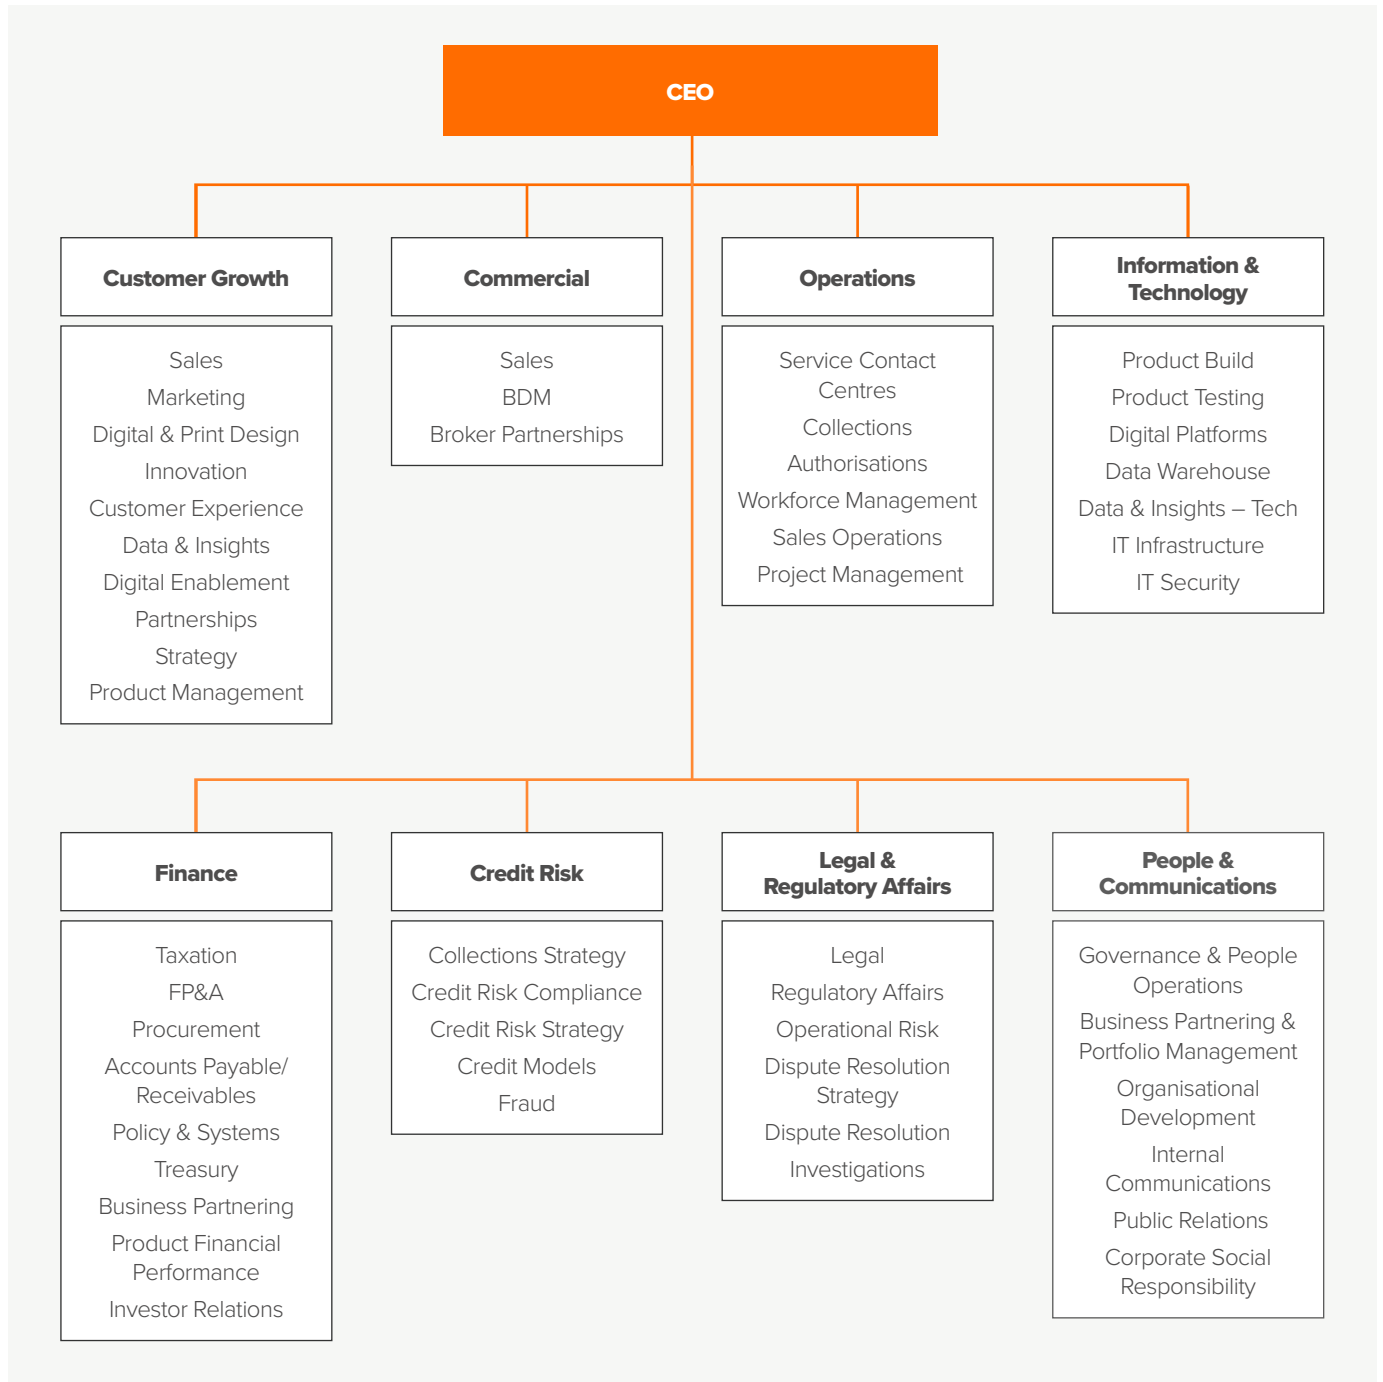 CEO
Customer Growth
Sales
Marketing
Digital & Print Design
Innovation
Customer Experience
Data & Insights
Digital Enablement
Partnerships
Strategy
Product Management
Commercial
Sales
BDM
Broker Partnerships
Operations
Service Contact
Centres
Collections
Authorisations
Workforce Management
Sales Operations
Project Management
Information &
Technology
Product Build
Product Testing
Digital Platforms
Data Warehouse
Data & Insights – Tech
IT Infrastructure
IT Security
Finance
Taxation
FP&A
Procurement
Accounts Payable/
Receivables
Policy & Systems
Treasury
Business Partnering
Product Financial
Performance
Investor Relations
Credit Risk
Collections Strategy
Credit Risk Compliance
Credit Risk Strategy
Credit Models
Fraud
Legal &
Regulatory Affairs
Legal
Regulatory Affairs
Operational Risk
Dispute Resolution
Strategy
Dispute Resolution
Investigations
People &
Communications
Governance & People
Operations
Business Partnering &
Portfolio Management
Organisational
Development
Internal
Communications
Public Relations
Corporate Social
Responsibility